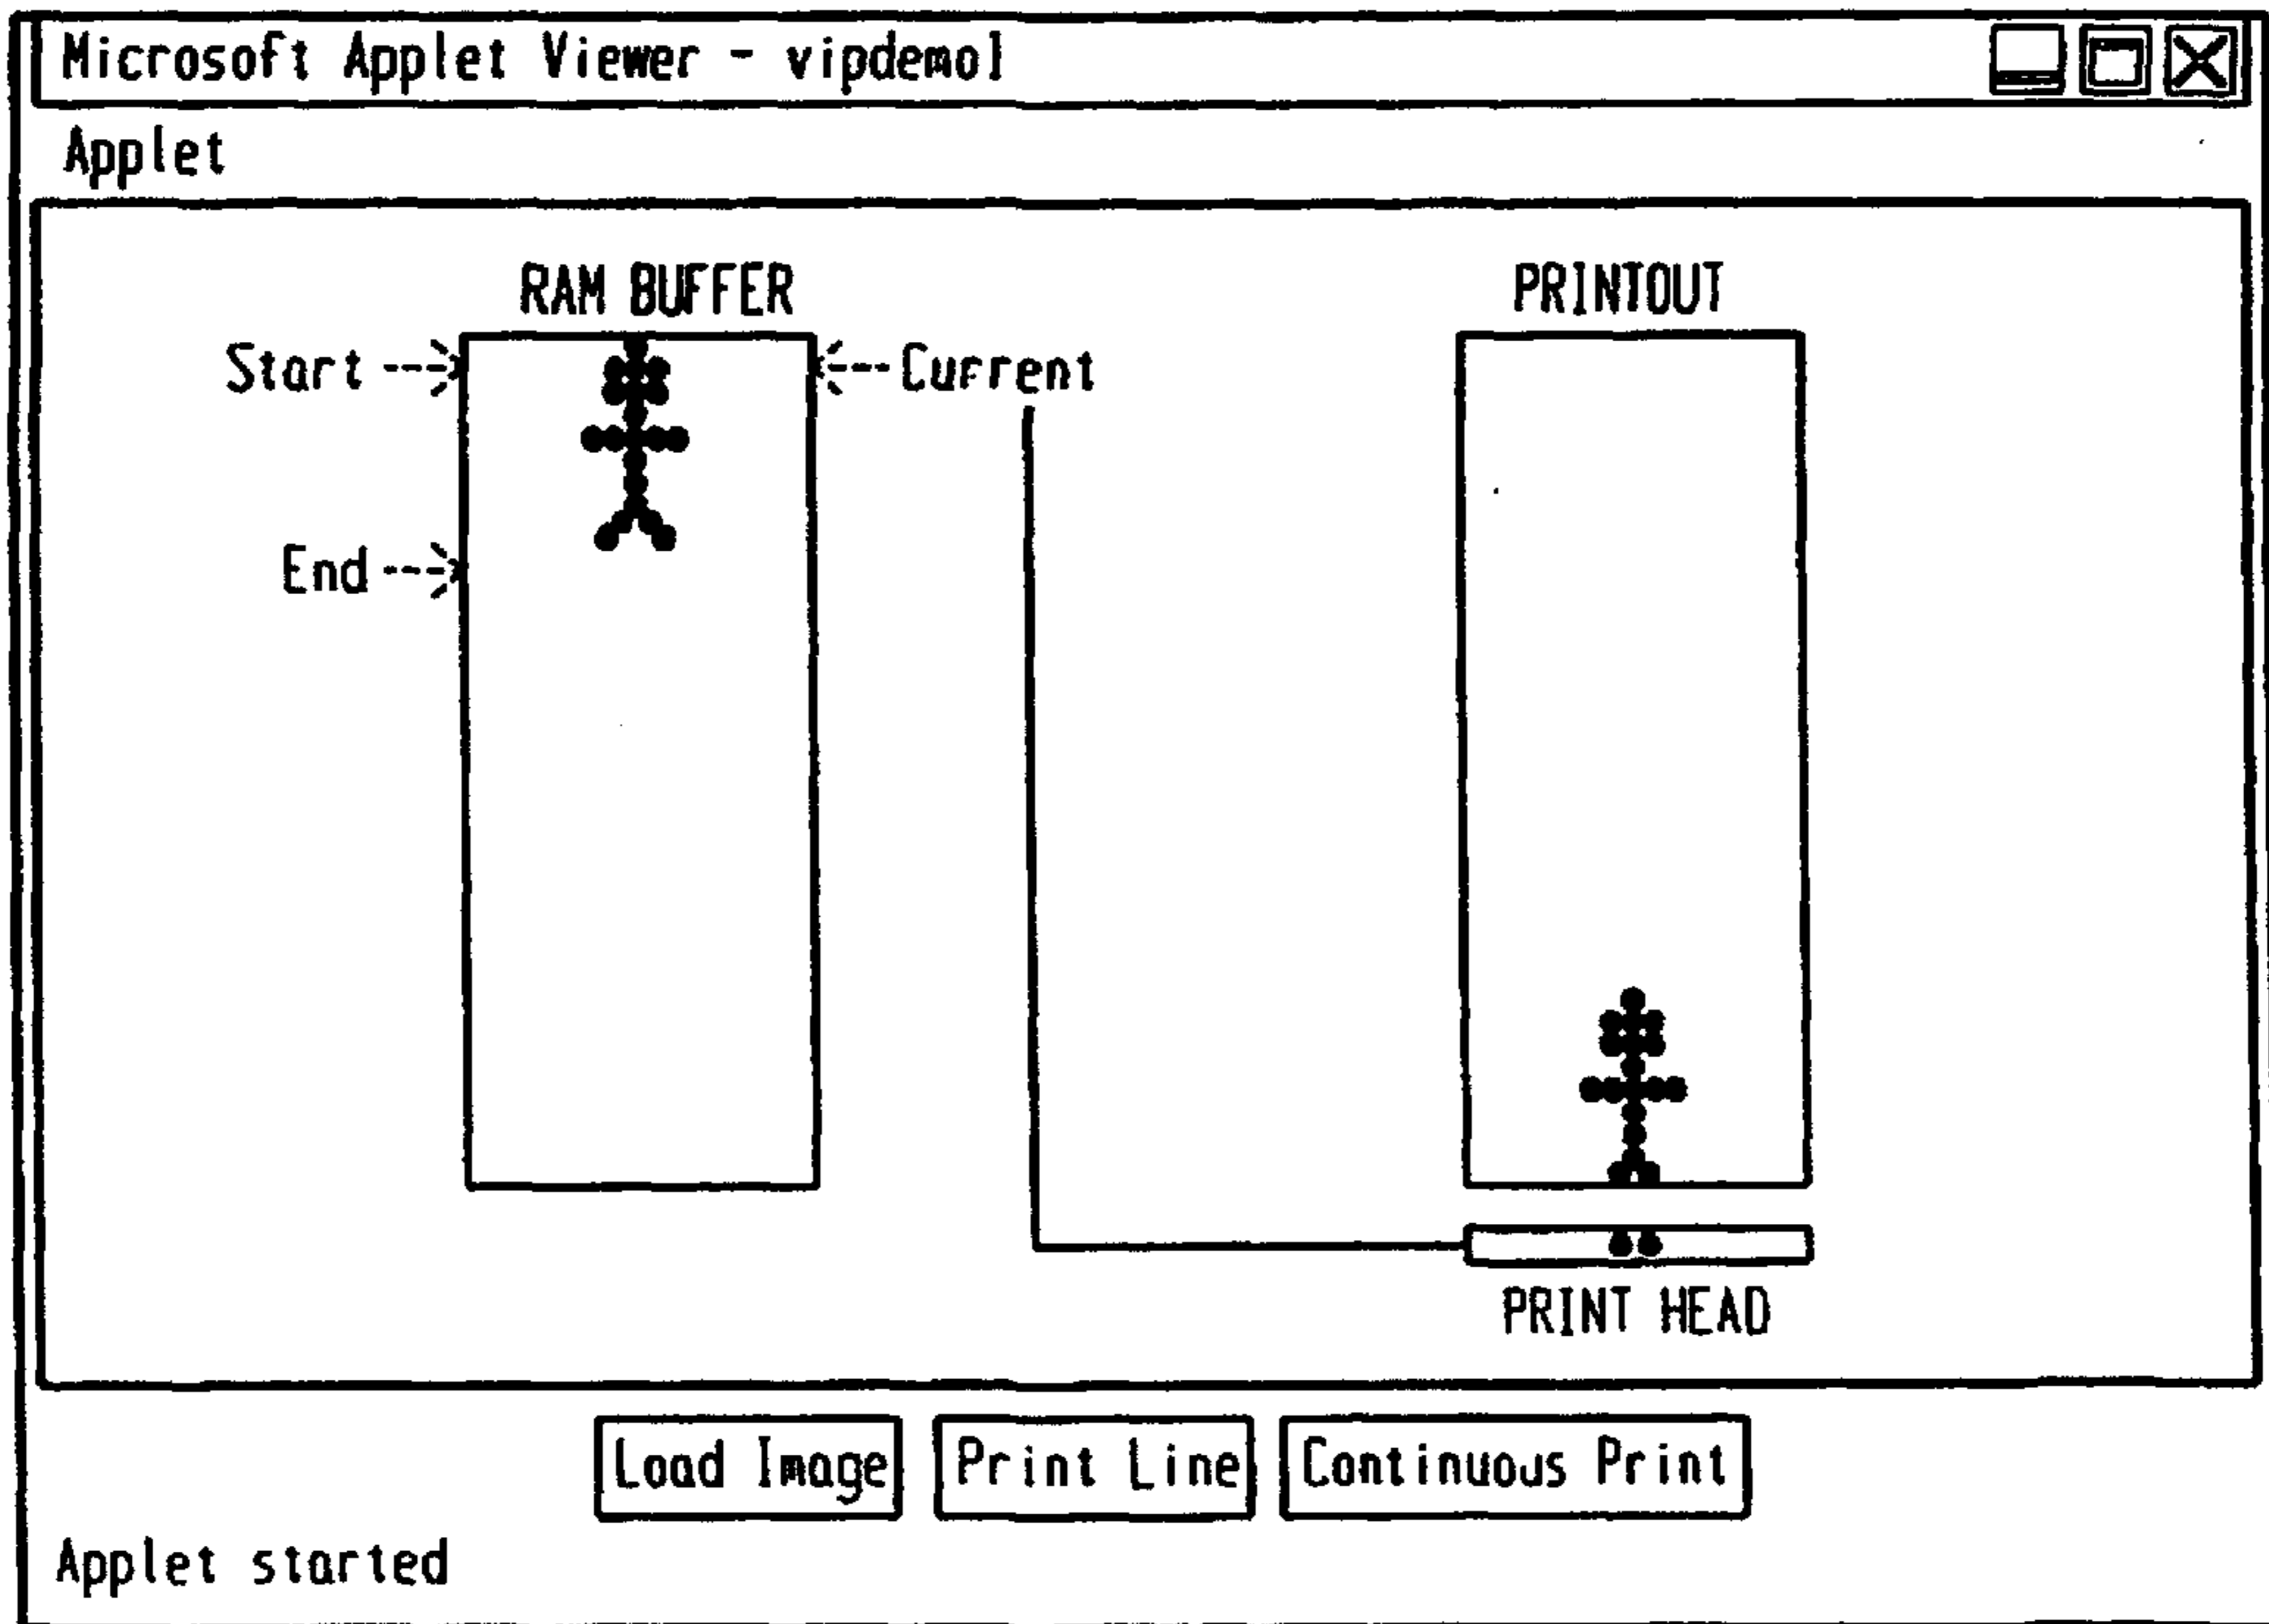 Microsoft Applet Viewer - vipdemo1
Applet
RAM BUFFER
PRINTOUT
Start
Current
End
PRINT HEAD
Load Image
Print Line
Continuous Print
Applet started